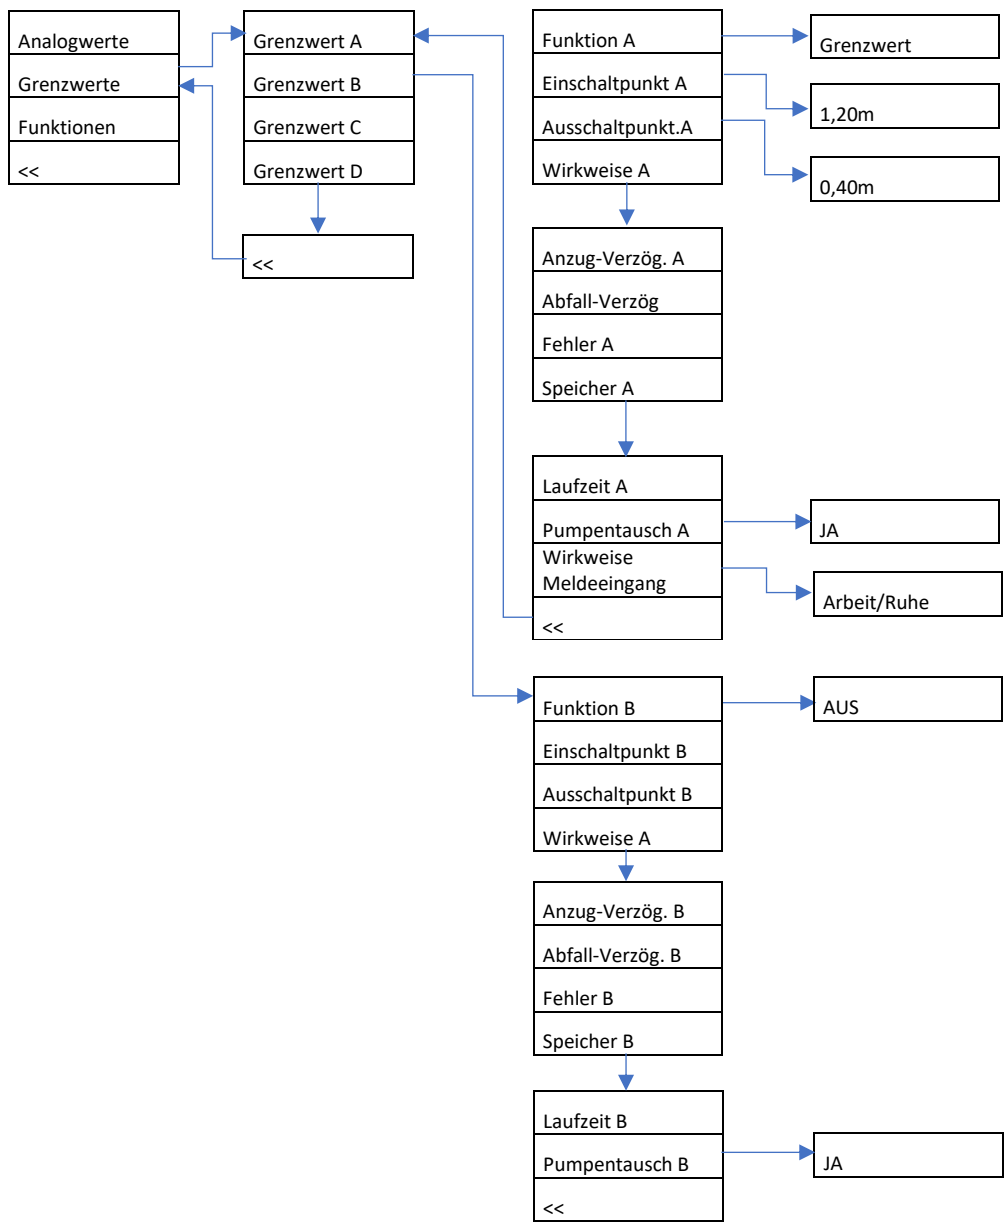 Analogwerte
Grenzwerte
Funktionen
<<
Grenzwert A
Grenzwert B
Grenzwert C
Grenzwert D
<<
Funktion A
Einschaltpunkt A
Ausschaltpunkt.A
Wirkweise A
Grenzwert
1,20m
0,40m
Anzug-Verzög. A
Abfall-Verzög
Fehler A
Speicher A
Laufzeit A
Pumpentausch A
Wirkweise
Meldeeingang
<<
JA
Arbeit/Ruhe
Funktion B
Einschaltpunkt B
Ausschaltpunkt B
Wirkweise A
AUS
Anzug-Verzög. B
Abfall-Verzög. B
Fehler B
Speicher B
Laufzeit B
Pumpentausch B
<<
JA